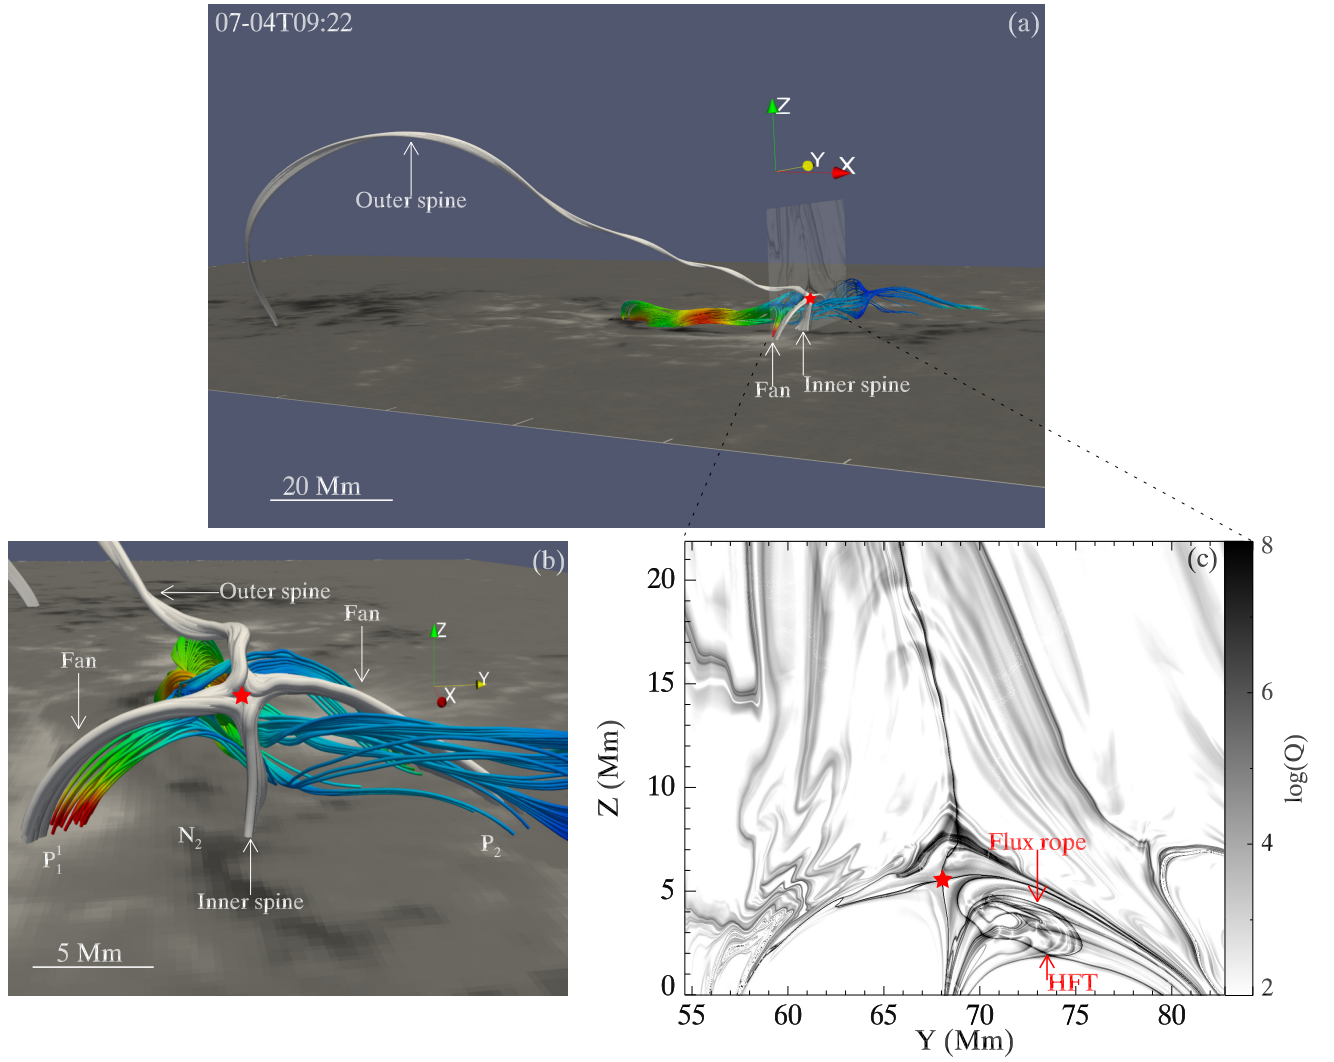 07-04T09:22
(a)
Z
Y
X
Outer spine
Fan
Inner spine
20 Mm
(b)
Outer spine
Fan
Fan
Z
Y
X
P₁¹
N₂
P₂
Inner spine
5 Mm
(c)
Flux rope
HFT
Z (Mm)
20
15
10
5
0
55
60
65
70
75
80
Y (Mm)
8
6
4
2
log(Q)